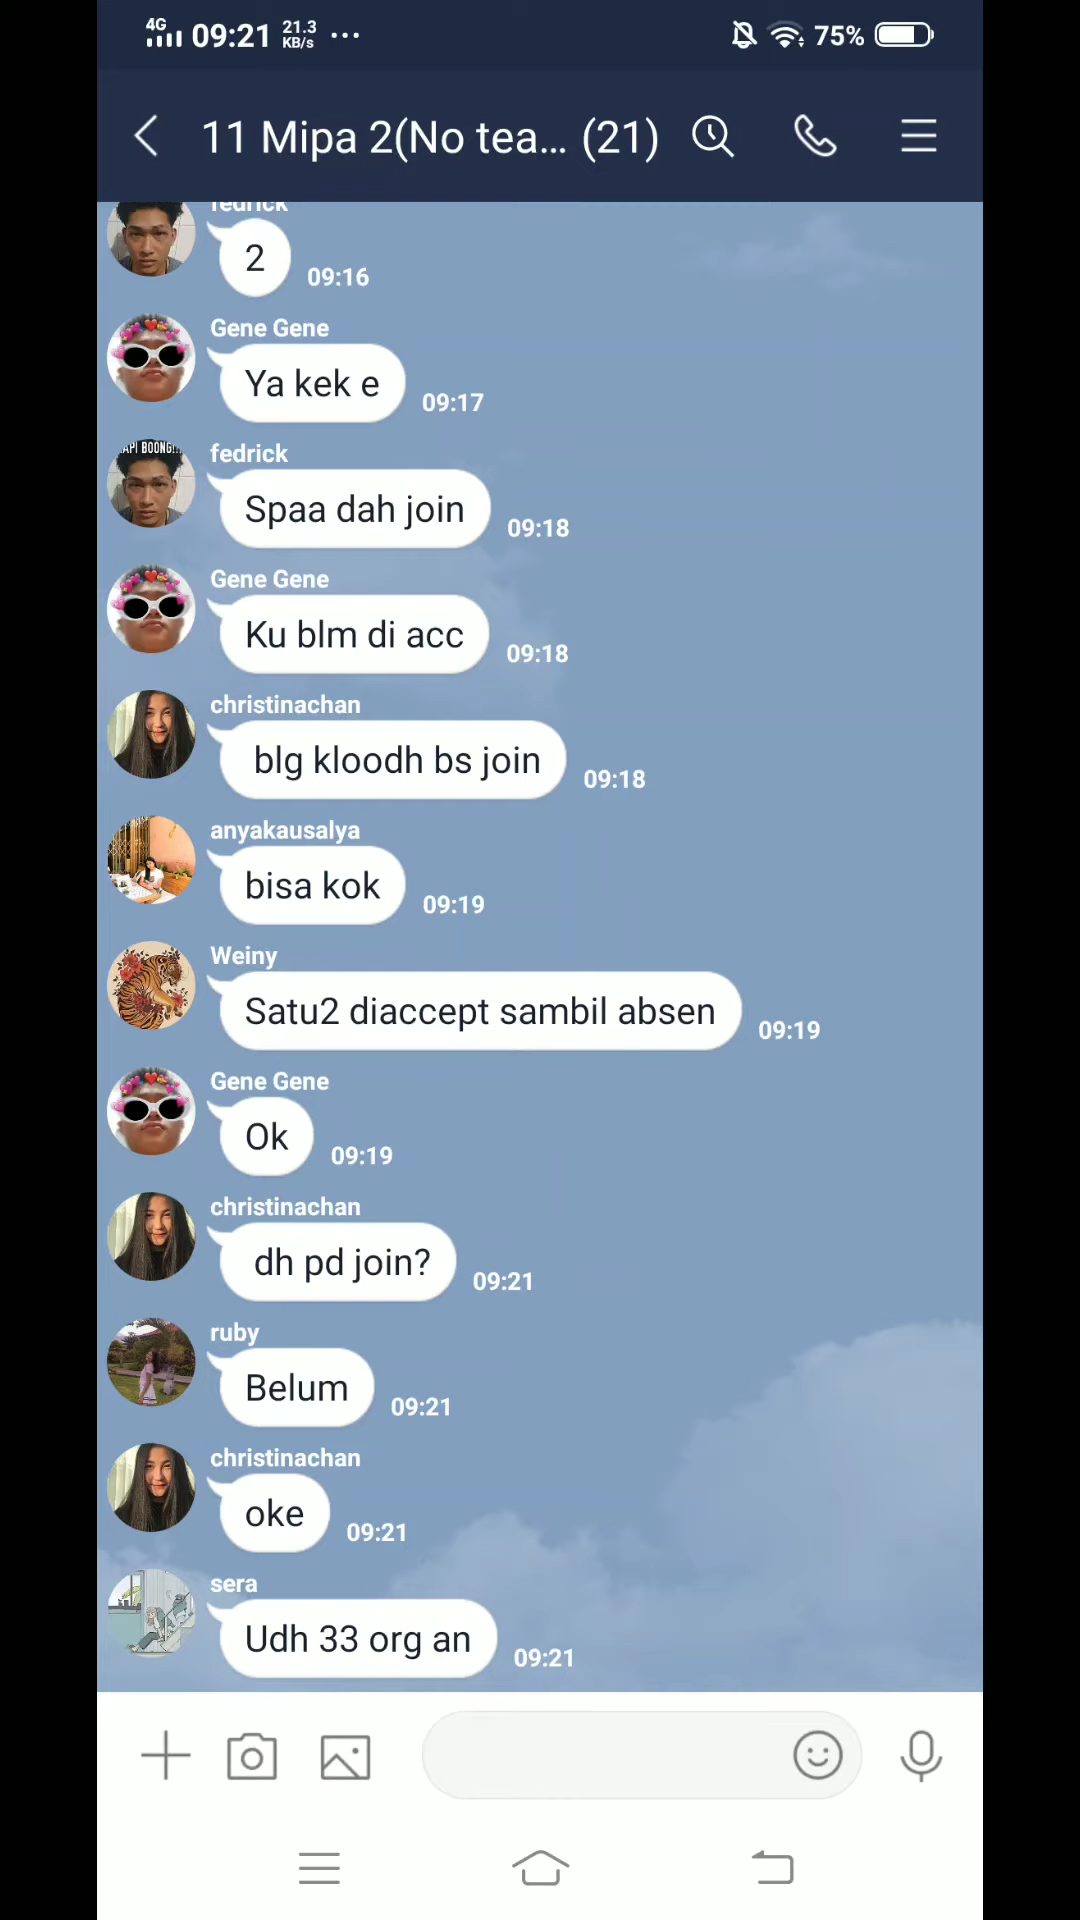 4G 09:21 21.3 KB/s ... 75%
11 Mipa 2(No tea... (21)
fedrick
2
09:16
Gene Gene
Ya kek e
09:17
API BOONG!!
fedrick
Spaa dah join
09:18
Gene Gene
Ku blm di acc
09:18
christinachan
blg kloodh bs join
09:18
anyakausalya
bisa kok
09:19
Weiny
Satu2 diaccept sambil absen
09:19
Gene Gene
Ok
09:19
christinachan
dh pd join?
09:21
ruby
Belum
09:21
christinachan
oke
09:21
sera
Udh 33 org an
09:21